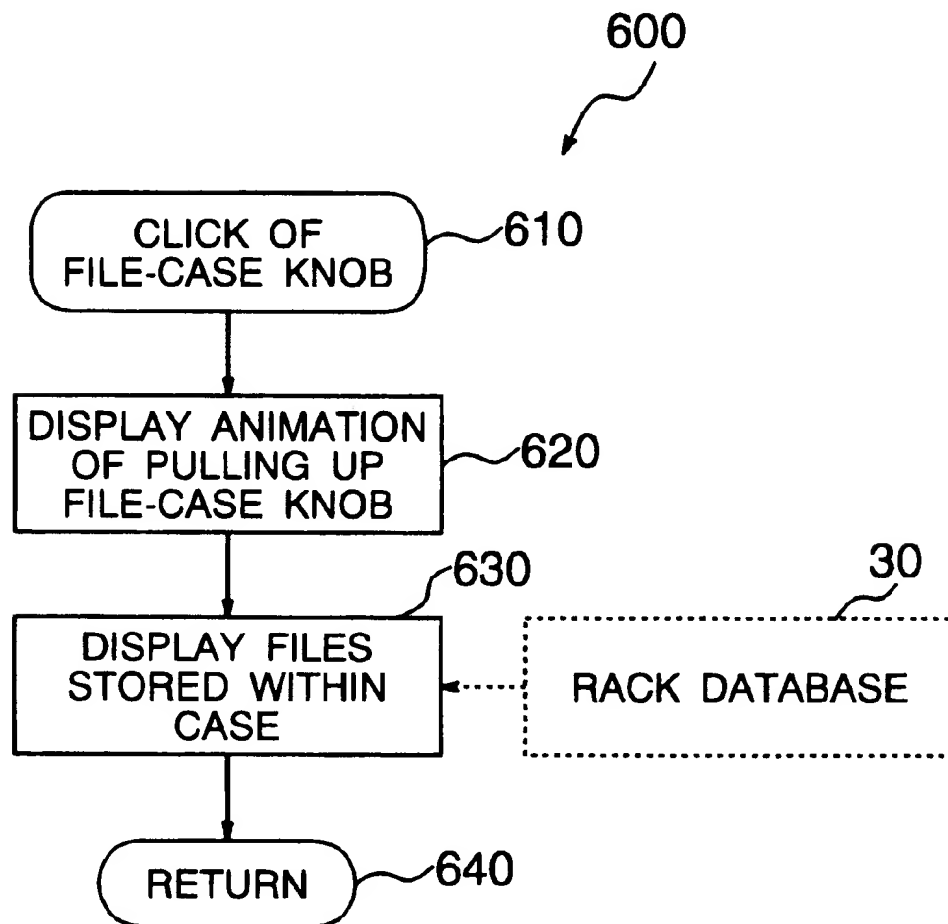 600
CLICK OF
FILE-CASE KNOB
610
DISPLAY ANIMATION
OF PULLING UP
FILE-CASE KNOB
620
630
30
DISPLAY FILES
STORED WITHIN
CASE
RACK DATABASE
RETURN
640